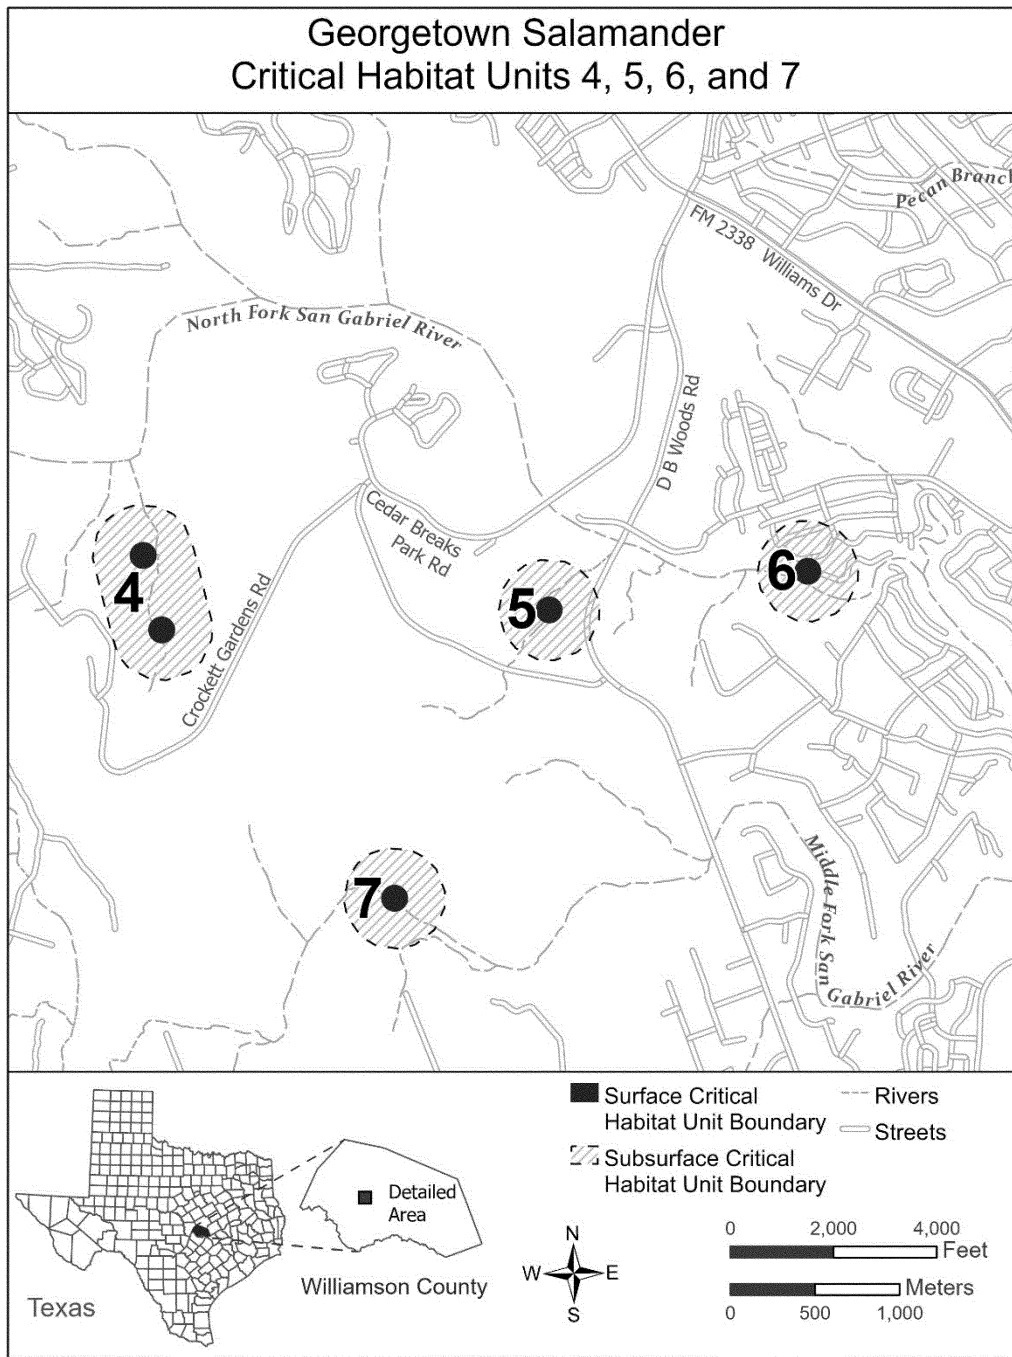 Georgetown Salamander
Critical Habitat Units 4, 5, 6, and 7
Pecan Branch
FM 2338 Williams Dr
North Fork San Gabriel River
D B Woods Rd
Cedar Breaks
Park Rd
Crockett Gardens Rd
4
5
6
7
Middle Fork San
Gabriel River
Surface Critical
Habitat Unit Boundary
Subsurface Critical
Habitat Unit Boundary
Rivers
Streets
Detailed
Area
Williamson County
Texas
N
W E
S
0 2,000 4,000
Feet
Meters
0 500 1,000